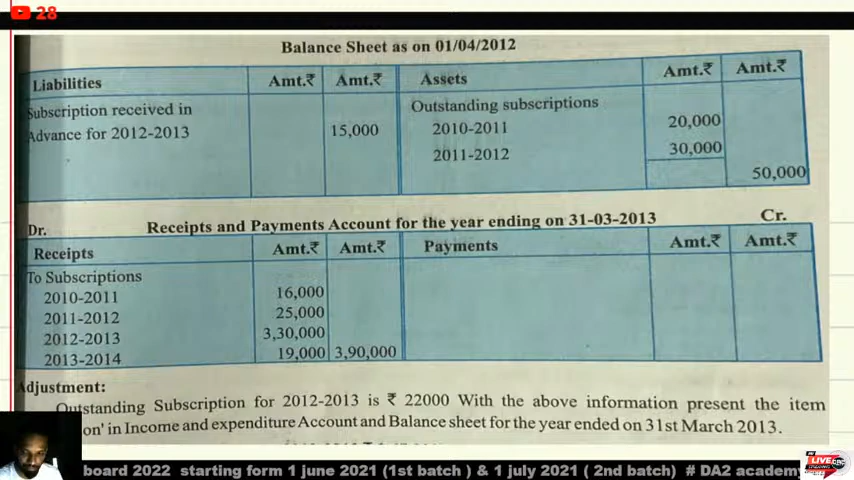 28
Balance Sheet as on 01/04/2012
Liabilities Amt.₹ Amt.₹ Assets Amt.₹ Amt.₹
Subscription received in Outstanding subscriptions
Advance for 2012-2013 15,000 2010-2011 20,000
2011-2012 30,000
50,000
Dr. Receipts and Payments Account for the year ending on 31-03-2013 Cr.
Receipts Amt.₹ Amt.₹ Payments Amt.₹ Amt.₹
To Subscriptions
2010-2011 16,000
2011-2012 25,000
2012-2013 3,30,000
2013-2014 19,000 3,90,000
Adjustment:
Outstanding Subscription for 2012-2013 is ₹ 22000 With the above information present the item
on' in Income and expenditure Account and Balance sheet for the year ended on 31st March 2013.
board 2022 starting form 1 june 2021 (1st batch ) & 1 july 2021 ( 2nd batch) # DA2 academy
LIVE